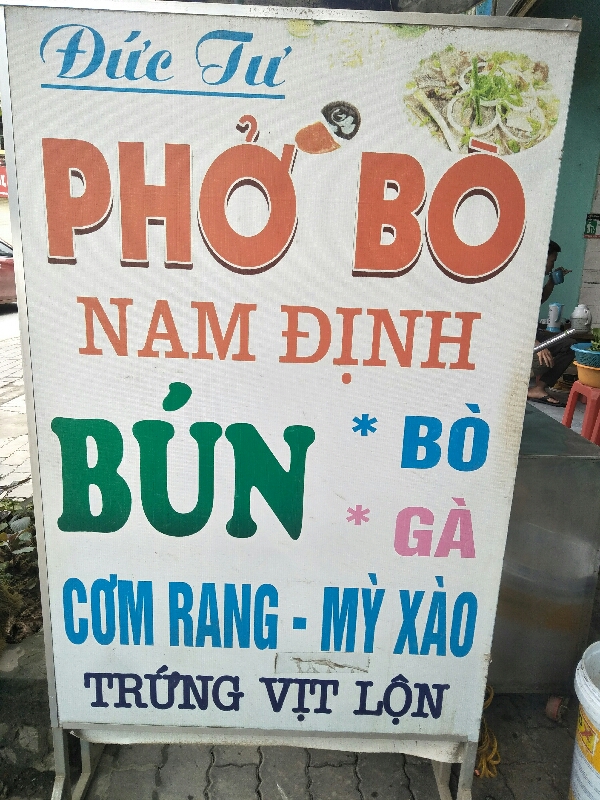 Đức Tư
PHỞ BÒ
NAM ĐỊNH
BÚN * BÒ
* GÀ
CƠM RANG - MỲ XÀO
TRỨNG VỊT LỘN